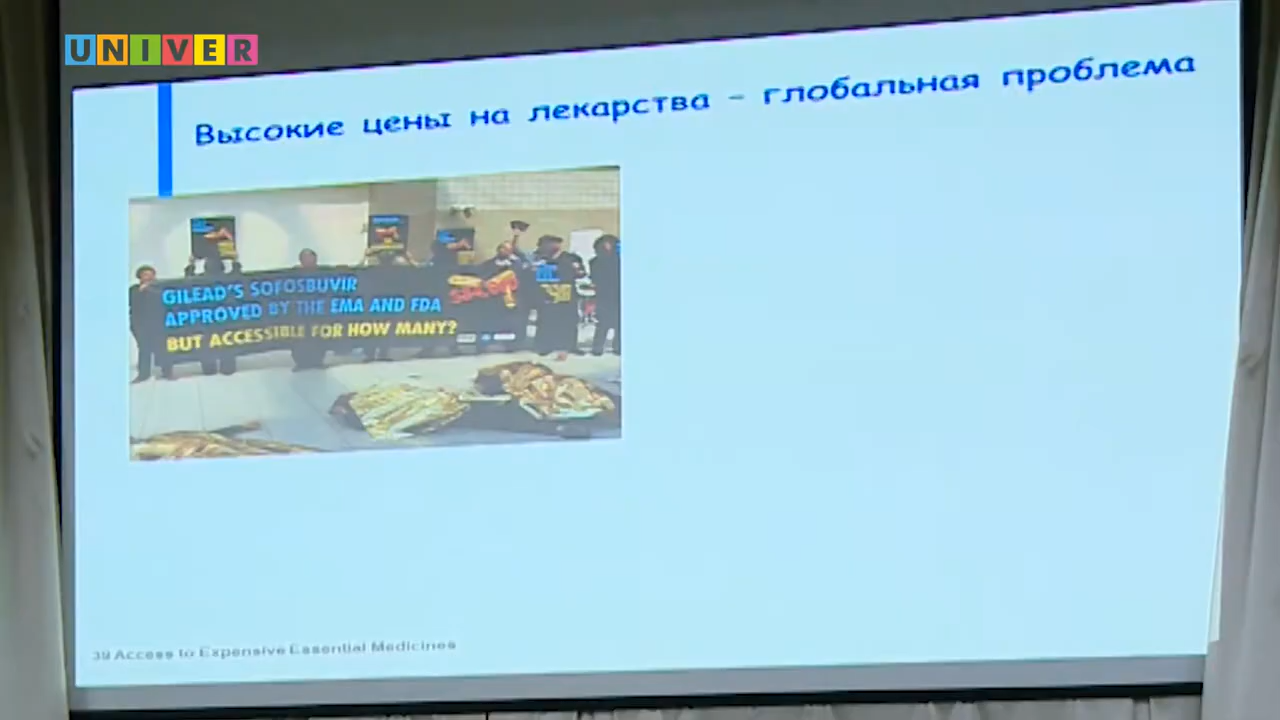 UNIVER
Высокие цены на лекарства - глобальная проблема
GILEAD'S SOFOSBUVIR
APPROVED BY THE EMA AND FDA
BUT ACCESSIBLE FOR HOW MANY?
39 Access to Expensive Essential Medicines